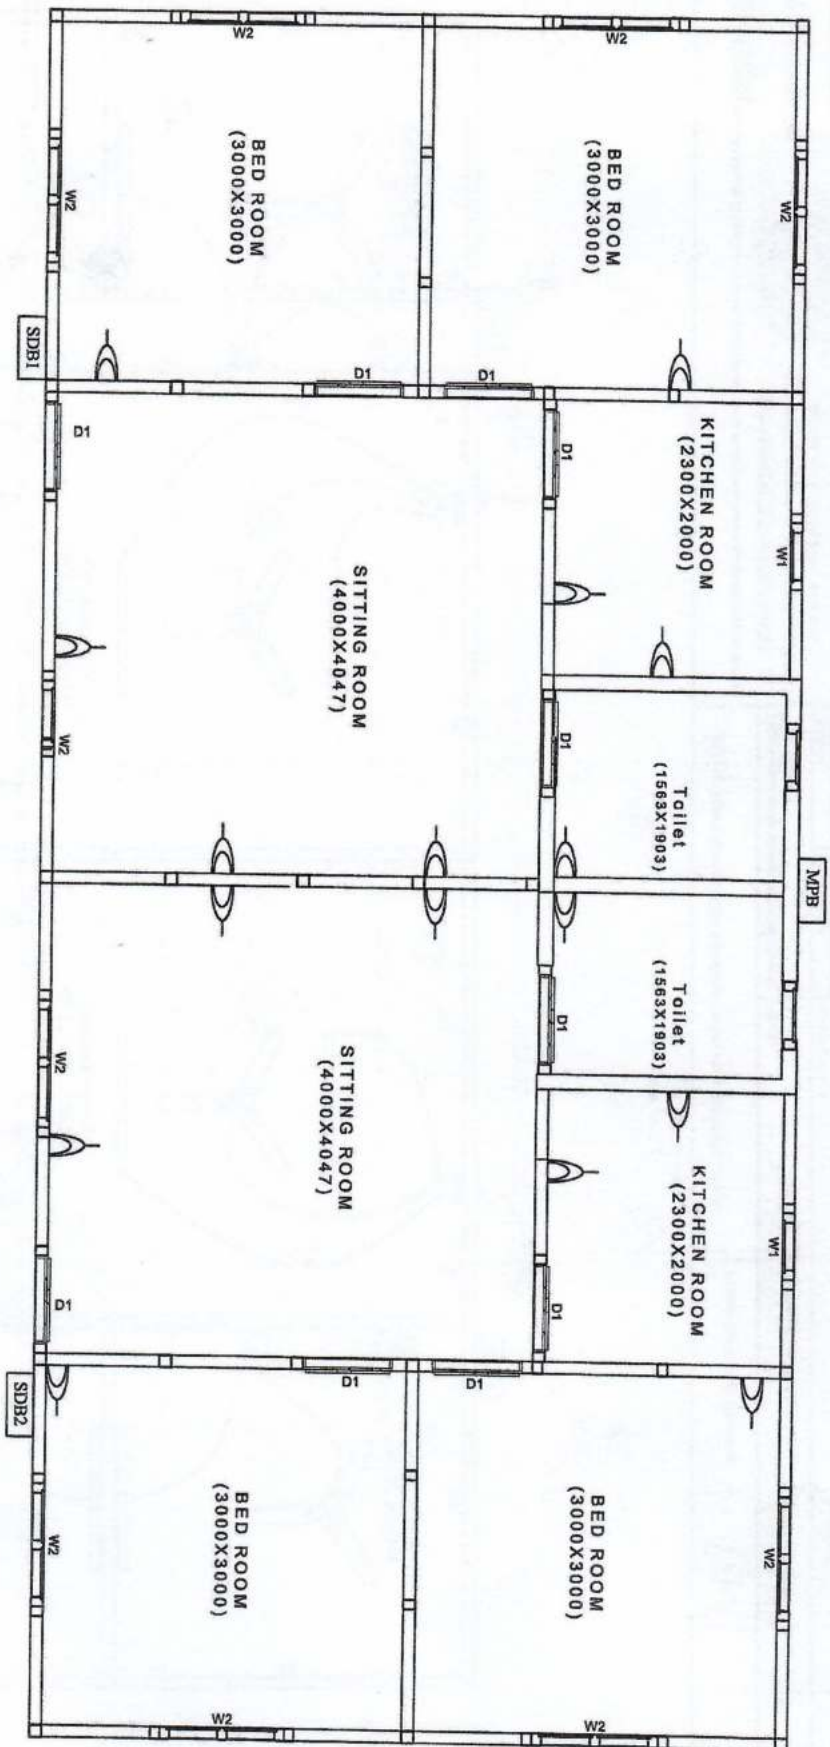 W2
W2
BED ROOM
(3000X3000)
BED ROOM
(3000X3000)
W2
W2
SDB1
D1
D1
D1
D1
KITCHEN ROOM
(2300X2000)
W1
SITTING ROOM
(4000X4047)
W2
D1
Toilet
(1563X1903)
MPB
Toilet
(1563X1903)
D1
SITTING ROOM
(4000X4047)
W2
KITCHEN ROOM
(2300X2000)
W1
D1
D1
D1
D1
SDB2
BED ROOM
(3000X3000)
BED ROOM
(3000X3000)
W2
W2
W2
W2